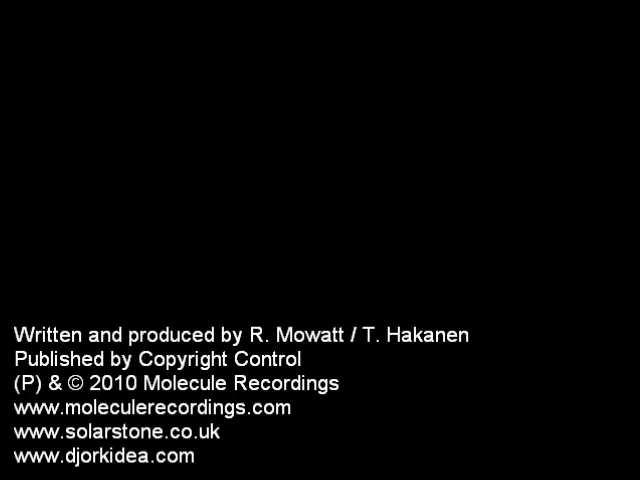 Written and produced by R. Mowatt / T. Hakanen
Published by Copyright Control
(P) & © 2010 Molecule Recordings
www.moleculerecordings.com
www.solarstone.co.uk
www.djorkidea.com